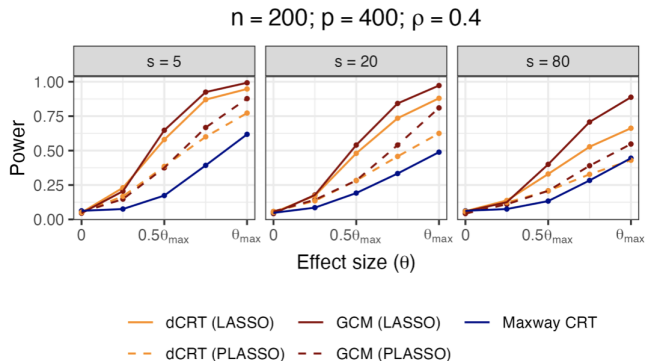 n = 200; p = 400; ρ = 0.4
s = 5 s = 20 s = 80
1.00
0.75
0.50
0.25
0.00
Power
0 0.5θmax θmax 0 0.5θmax θmax 0 0.5θmax θmax
Effect size (θ)
dCRT (LASSO) GCM (LASSO) Maxway CRT
dCRT (PLASSO) GCM (PLASSO)